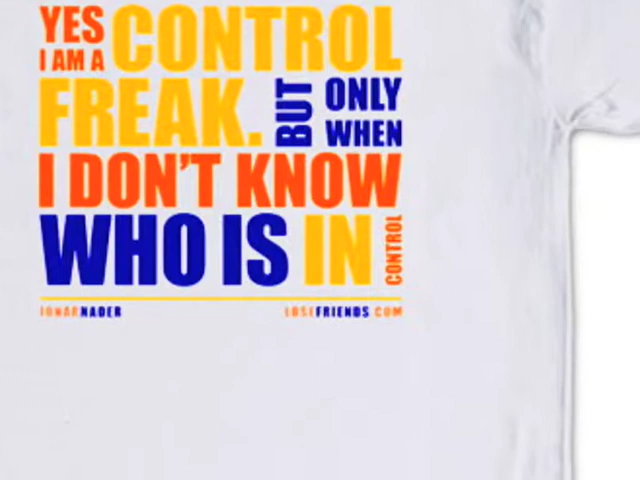 YES
I AM A CONTROL
FREAK. BUT ONLY
WHEN
I DON'T KNOW
WHO IS IN CONTROL
IONARNADER LOSEFRIENDS.COM